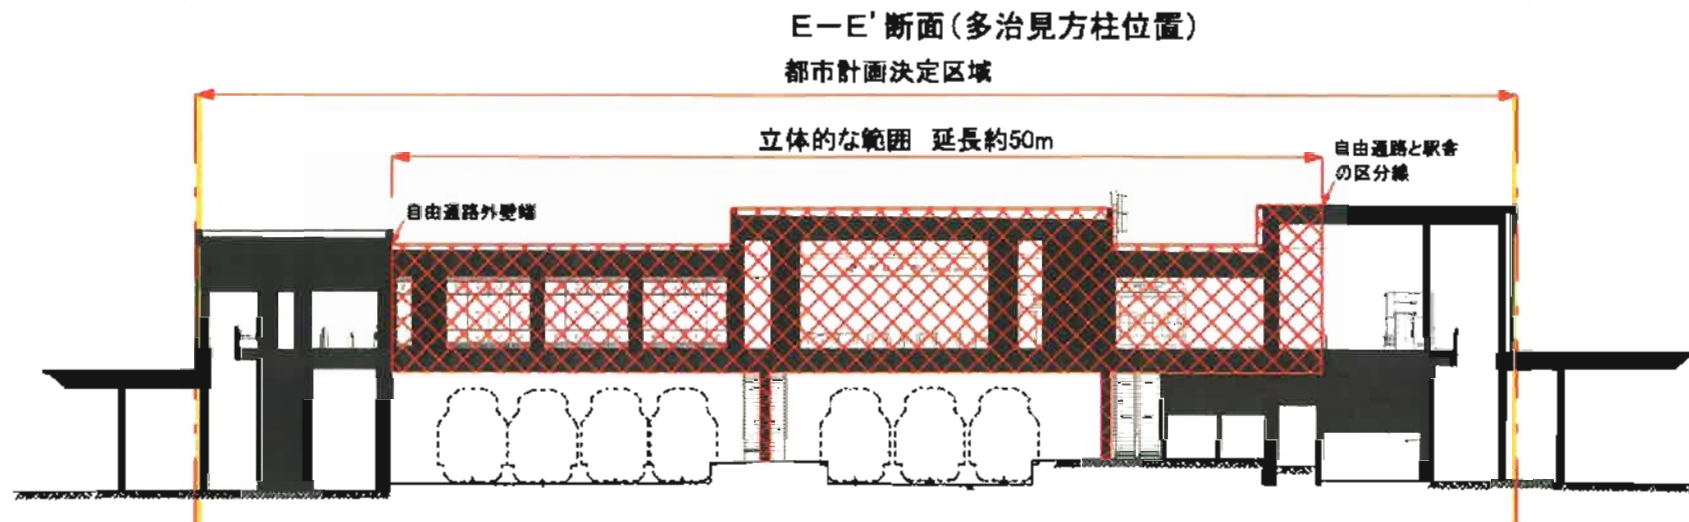 E－E'断面(多治見方柱位置)
都市計画決定区域
立体的な範囲 延長約50m
自由通路と駅舎
の区分線
自由通路外壁端